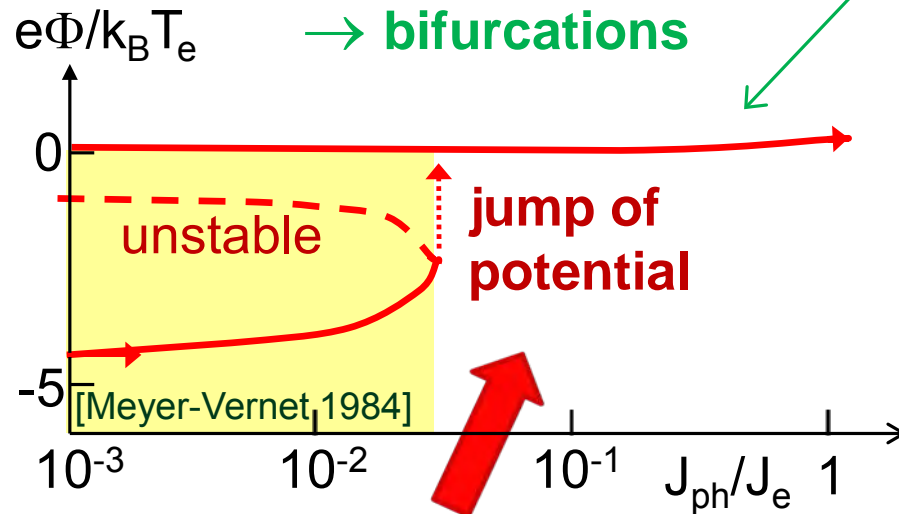 eΦ/k_BT_e → bifurcations
0
unstable
jump of
potential
-5
[Meyer-Vernet 1984]
10⁻³ 10⁻² 10⁻¹ J_ph/J_e 1